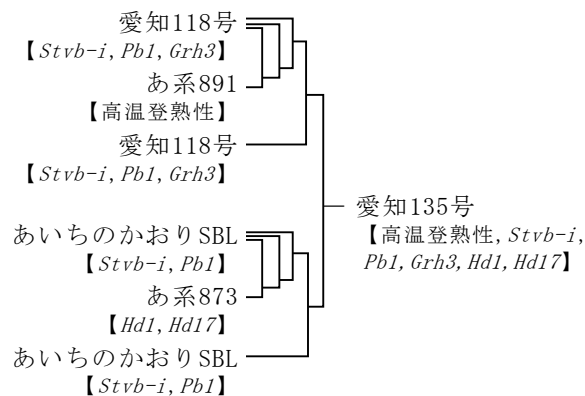 愛知118号
【Stvb-i, Pb1, Grh3】
あ系891
【高温登熟性】
愛知118号
【Stvb-i, Pb1, Grh3】
愛知135号
【高温登熟性, Stvb-i,
Pb1, Grh3, Hd1, Hd17】
あいちのかおりSBL
【Stvb-i, Pb1】
あ系873
【Hd1, Hd17】
あいちのかおりSBL
【Stvb-i, Pb1】